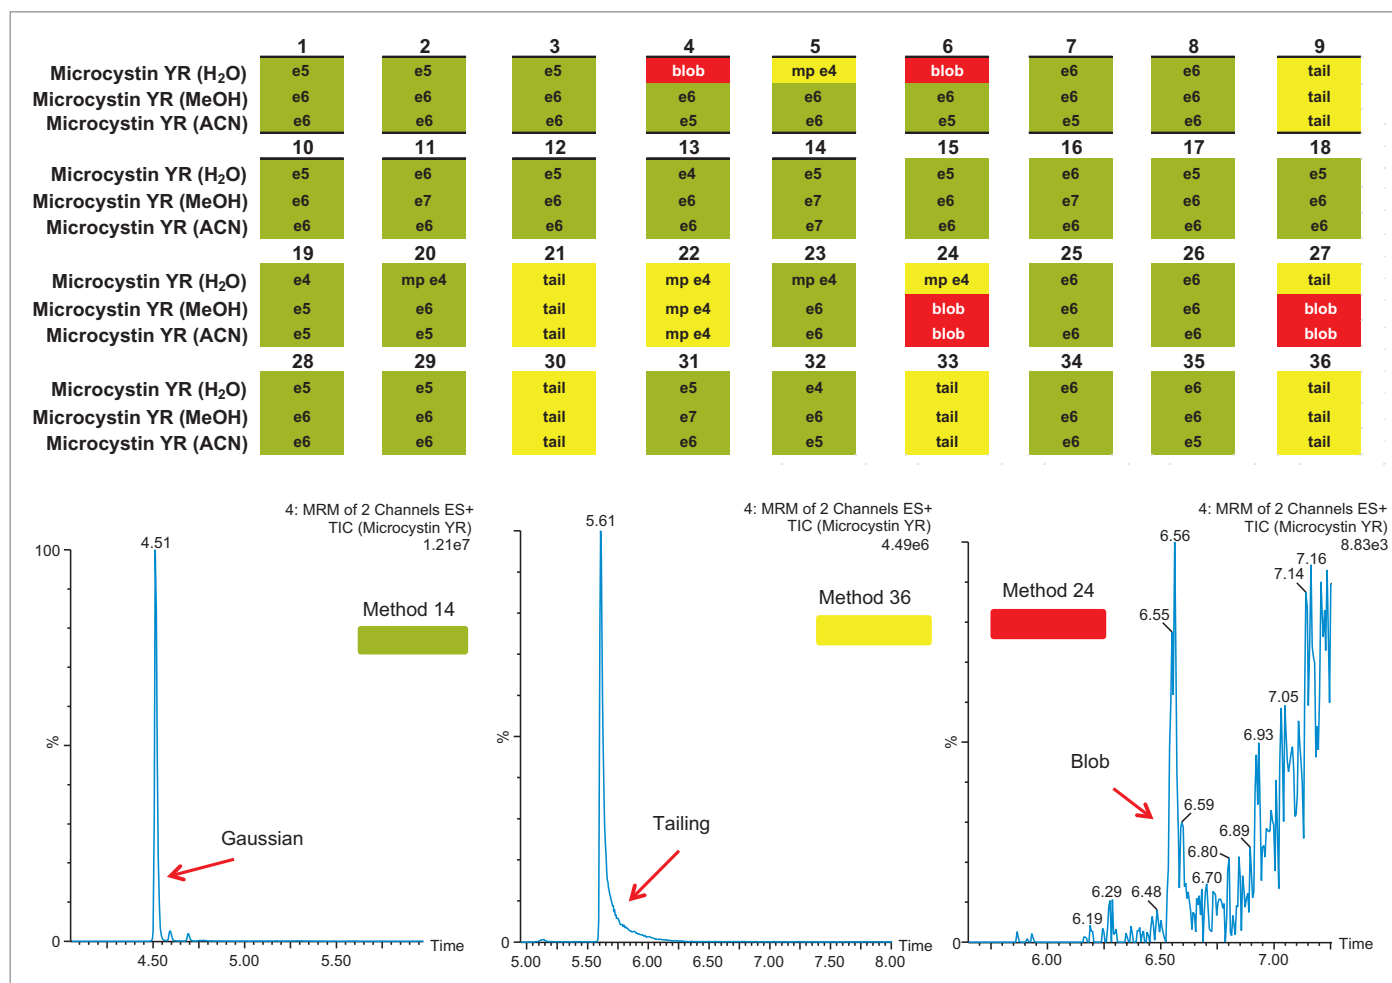 1 2 3 4 5 6 7 8 9
Microcystin YR (H₂O) e5 e5 e5 blob mp e4 blob e6 e6 tail
Microcystin YR (MeOH) e6 e6 e6 e6 e6 e6 e6 e6 tail
Microcystin YR (ACN) e6 e6 e6 e5 e6 e5 e5 e6 tail
10 11 12 13 14 15 16 17 18
Microcystin YR (H₂O) e5 e6 e5 e4 e5 e5 e6 e5 e5
Microcystin YR (MeOH) e6 e7 e6 e6 e7 e6 e7 e6 e6
Microcystin YR (ACN) e6 e6 e6 e6 e7 e6 e6 e6 e6
19 20 21 22 23 24 25 26 27
Microcystin YR (H₂O) e4 mp e4 tail mp e4 mp e4 mp e4 e6 e6 tail
Microcystin YR (MeOH) e5 e6 tail mp e4 e6 blob e6 e6 blob
Microcystin YR (ACN) e5 e5 tail mp e4 e6 blob e6 e6 blob
28 29 30 31 32 33 34 35 36
Microcystin YR (H₂O) e5 e5 tail e5 e4 tail e6 e6 tail
Microcystin YR (MeOH) e6 e6 tail e7 e6 tail e6 e6 tail
Microcystin YR (ACN) e6 e6 tail e6 e5 tail e6 e5 tail
4: MRM of 2 Channels ES+
TIC (Microcystin YR)
1.21e7
4.51
100
%
0
Method 14
Gaussian
4.50 5.00 5.50
Time
4: MRM of 2 Channels ES+
TIC (Microcystin YR)
4.49e6
5.61
%
0
Method 36
Tailing
5.00 5.50 6.00 6.50 7.00 7.50 8.00
Time
4: MRM of 2 Channels ES+
TIC (Microcystin YR)
8.83e3
6.56
7.16
7.14
Method 24
6.55
7.05
6.93
Blob
6.59
6.89
6.80
6.70
6.48
6.29
6.19
%
0
6.00 6.50 7.00
Time